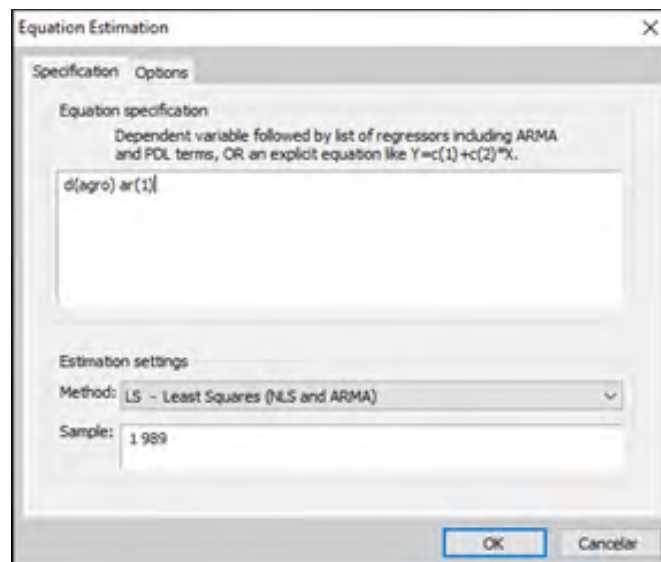 Equation Estimation
Specification Options
Equation specification
Dependent variable followed by list of regressors including ARMA
and PDL terms, OR an explicit equation like Y=c(1)+c(2)*X.
d(agro) ar(1)
Estimation settings
Method: LS - Least Squares (NLS and ARMA)
Sample: 1 989
OK Cancelar